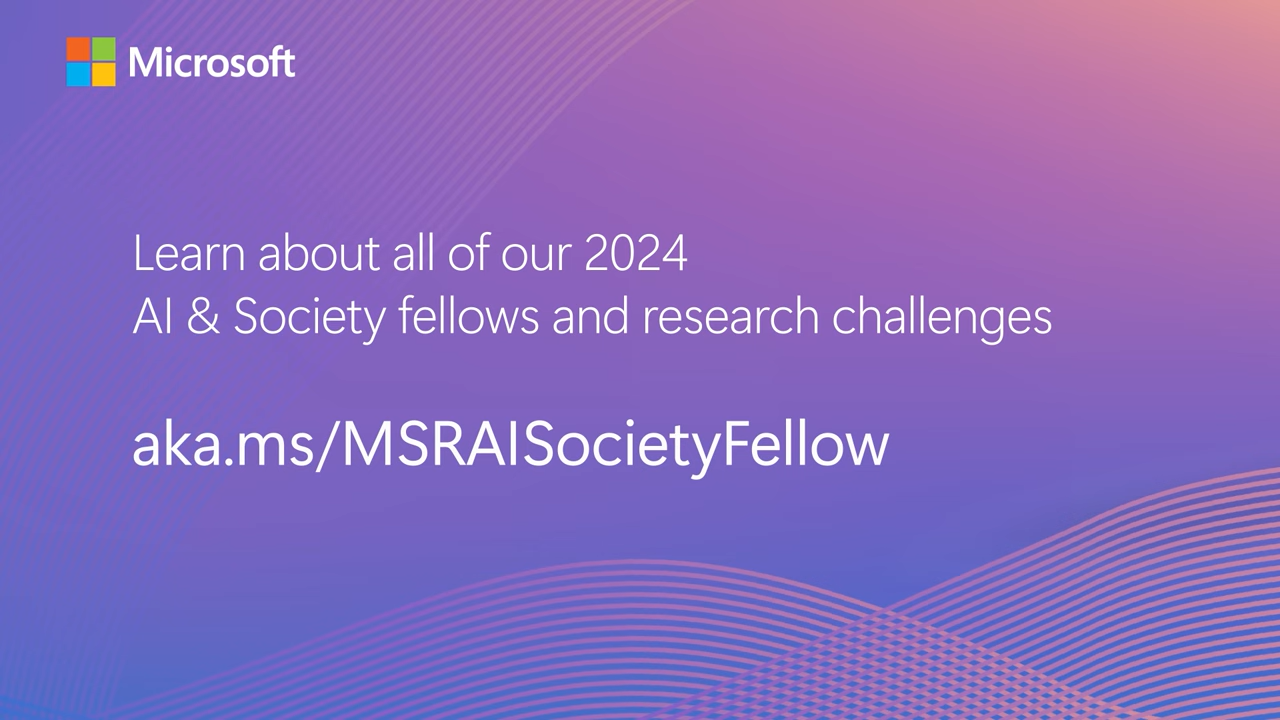 Microsoft
Learn about all of our 2024
AI & Society fellows and research challenges
aka.ms/MSRAISocietyFellow